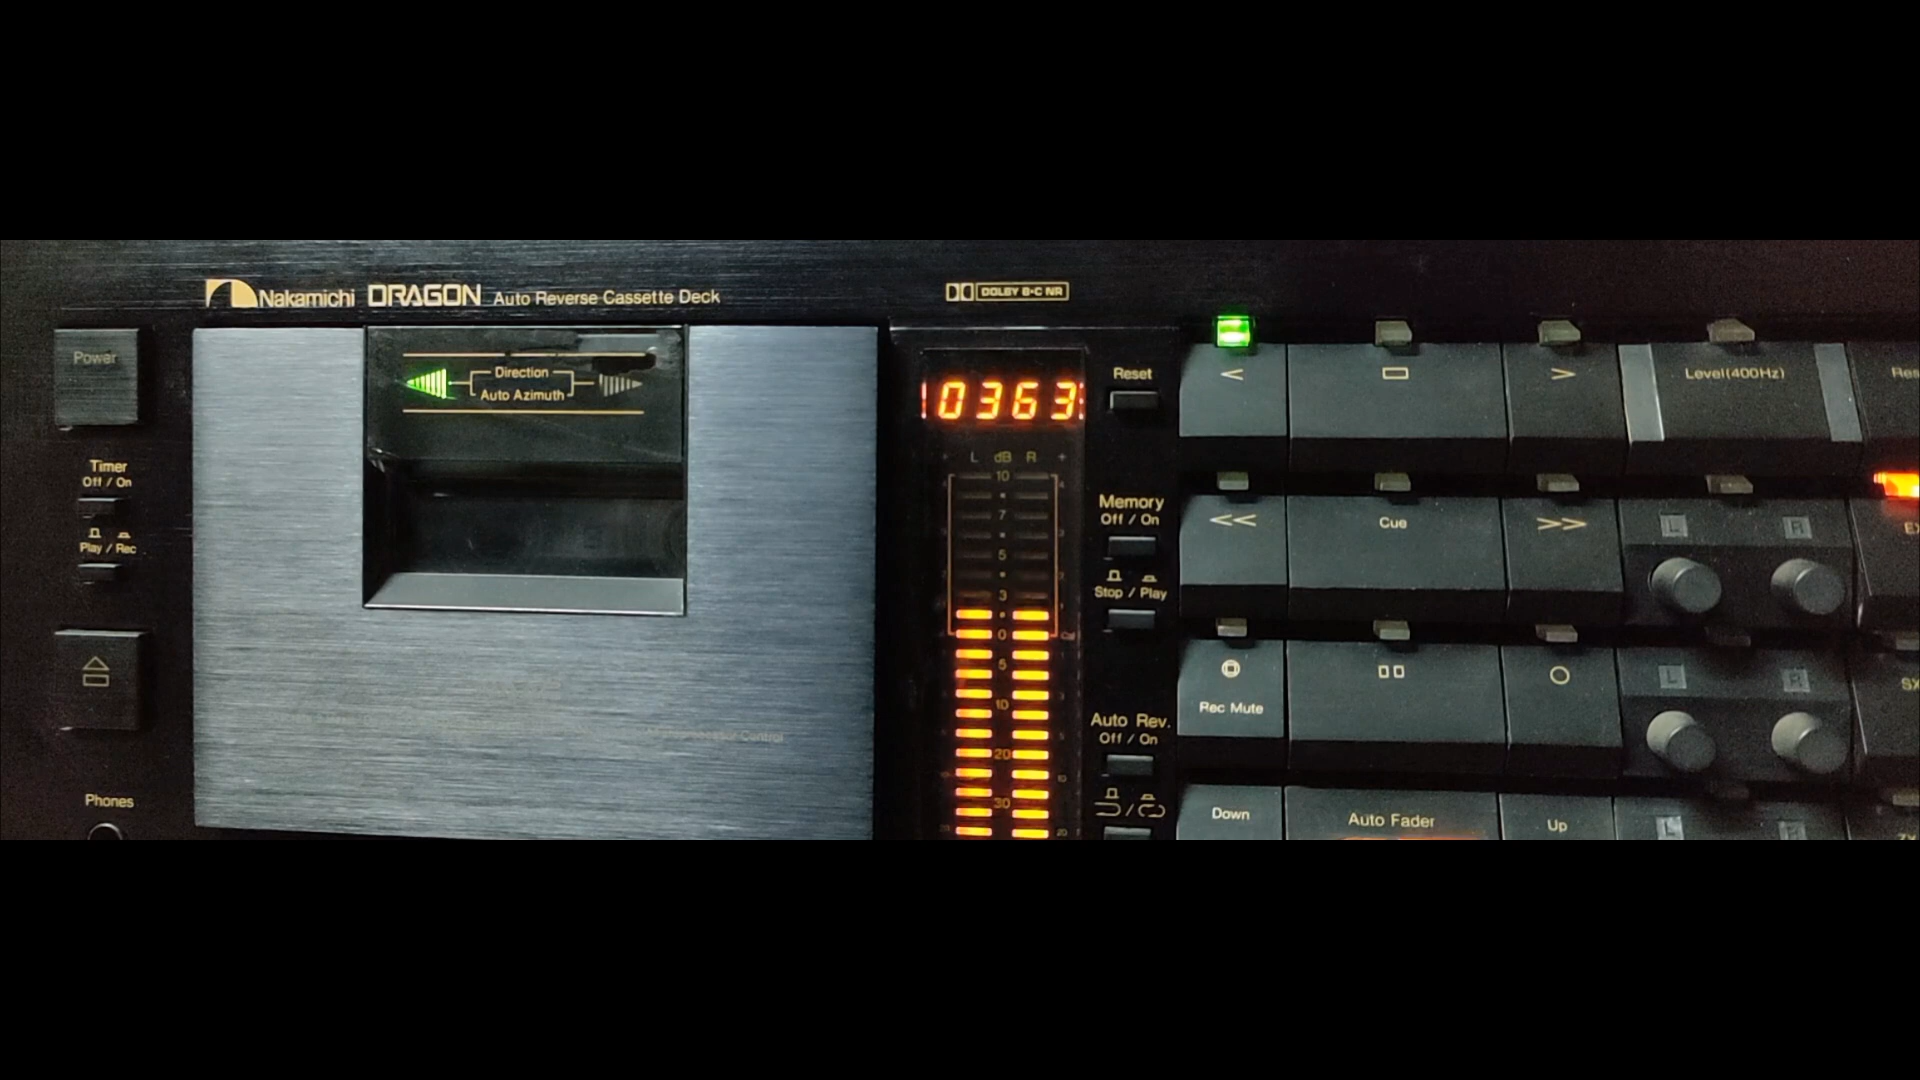 Nakamichi DRAGON Auto Reverse Cassette Deck
DOLBY B-C NR
Power
Direction
Auto Azimuth
0363
Reset
<
>
Level(400Hz)
Timer
Off / On
Play / Rec
L dB R
+
10
7
5
3
0
5
10
20
30
Cal
Memory
Off / On
Stop / Play
<<
Cue
>>
L
R
Rec Mute
L
R
Auto Rev.
Off / On
Phones
Down
Auto Fader
Up
L
R